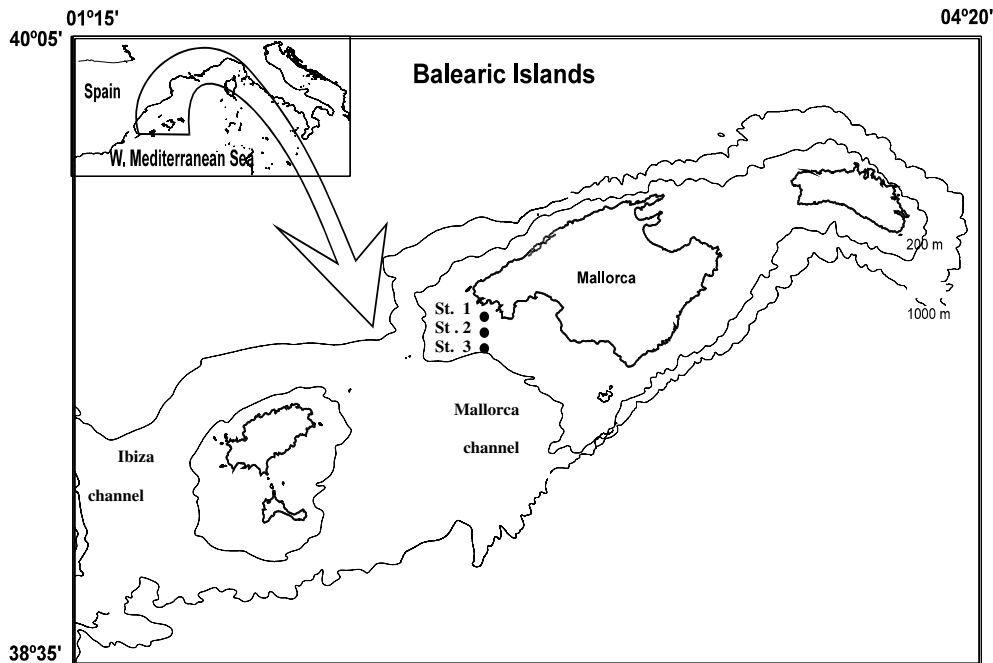 01º15'
04º20'
40º05'
Balearic Islands
Spain
W. Mediterranean Sea
200 m
Mallorca
1000 m
St. 1
St . 2
St. 3
Mallorca
channel
Ibiza
channel
38º35'